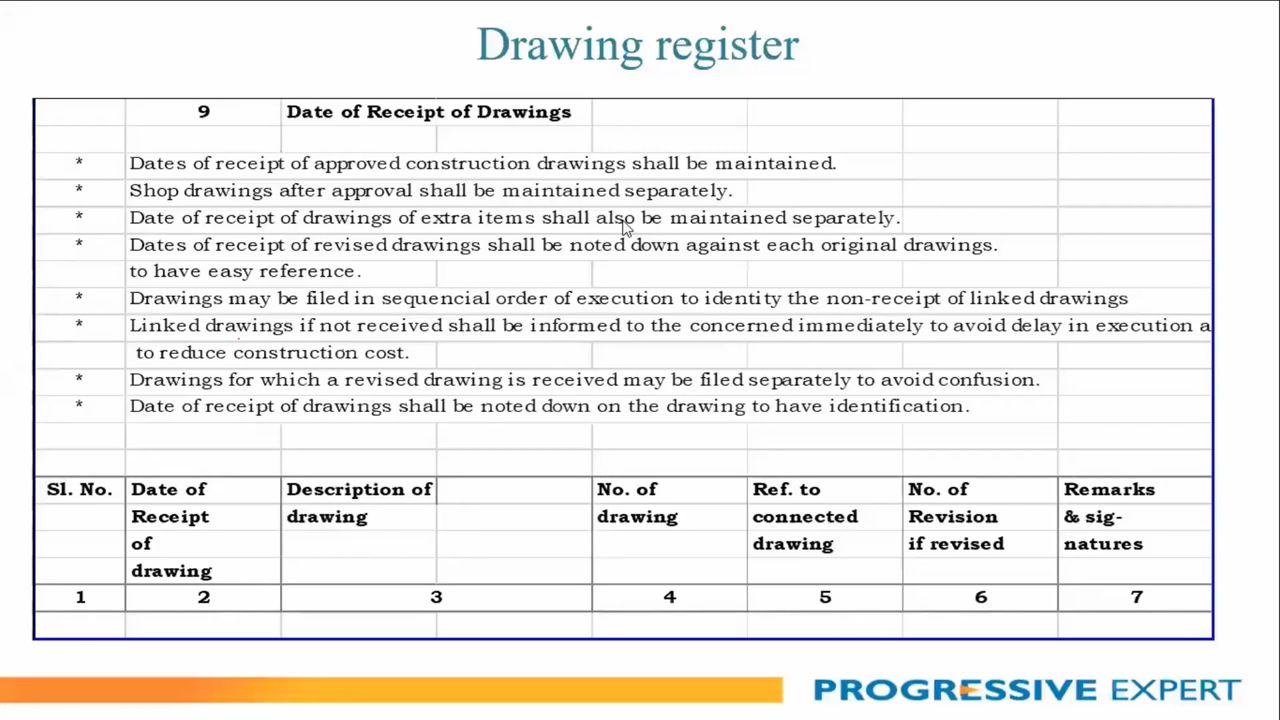 Drawing register
9 Date of Receipt of Drawings
* Dates of receipt of approved construction drawings shall be maintained.
* Shop drawings after approval shall be maintained separately.
* Date of receipt of drawings of extra items shall also be maintained separately.
* Dates of receipt of revised drawings shall be noted down against each original drawings.
to have easy reference.
* Drawings may be filed in sequencial order of execution to identity the non-receipt of linked drawings
* Linked drawings if not received shall be informed to the concerned immediately to avoid delay in execution a
to reduce construction cost.
* Drawings for which a revised drawing is received may be filed separately to avoid confusion.
* Date of receipt of drawings shall be noted down on the drawing to have identification.
Sl. No. Date of Description of No. of Ref. to No. of Remarks
Receipt drawing drawing connected Revision & sig-
of drawing if revised natures
drawing
1 2 3 4 5 6 7
PROGRESSIVE EXPERT